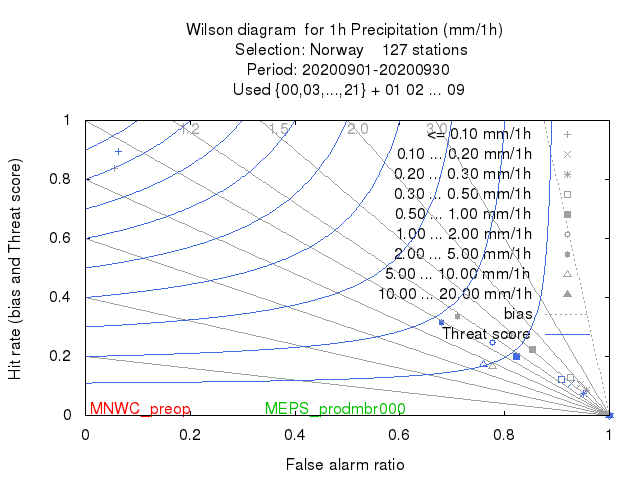 Wilson diagram for 1h Precipitation (mm/1h)
Selection: Norway 127 stations
Period: 20200901-20200930
Used {00,03,...,21} + 01 02 ... 09
Hit rate (bias and Threat score)
1
0.8
0.6
0.4
0.2
0
1.2
1.5
2.0
3.0
<= 0.10 mm/1h
0.10 ... 0.20 mm/1h
0.20 ... 0.30 mm/1h
0.30 ... 0.50 mm/1h
0.50 ... 1.00 mm/1h
1.00 ... 2.00 mm/1h
2.00 ... 5.00 mm/1h
5.00 ... 10.00 mm/1h
10.00 ... 20.00 mm/1h
bias
Threat score
MNWC_preop
MEPS_prodmbr000
0 0.2 0.4 0.6 0.8 1
False alarm ratio